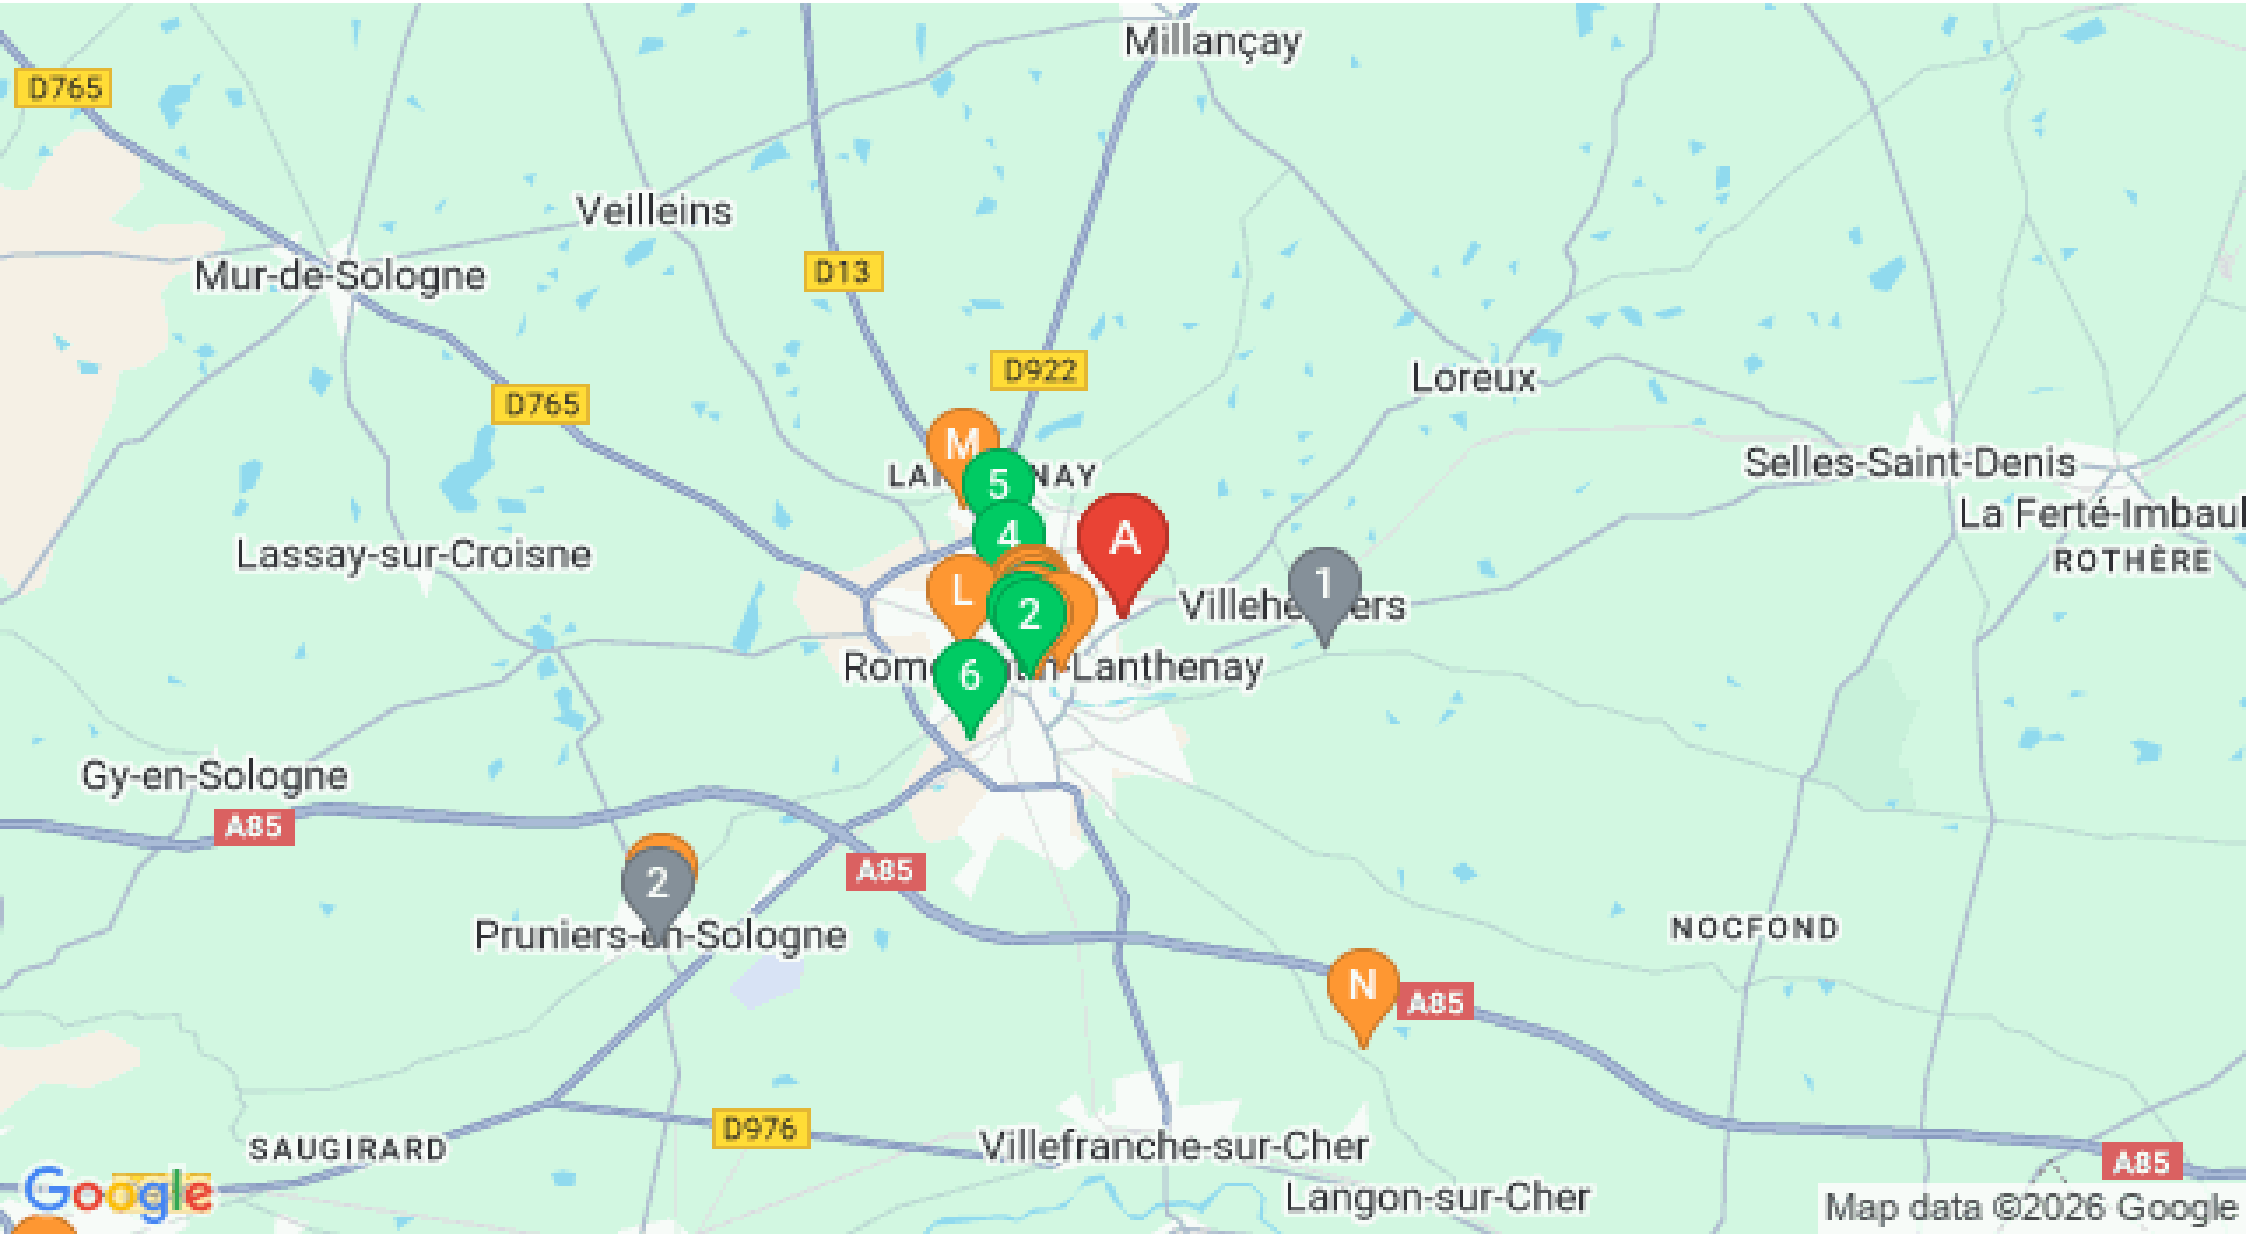 Millançay
D765
Veilleins
Mur-de-Sologne
D13
D922
D765
Loreux
M
5
Selles-Saint-Denis
La Ferté-Imbaul
ROTHÈRE
4
A
Lassay-sur-Croisne
L
2
1
6
Gy-en-Sologne
A85
A85
2
Pruniers-en-Sologne
NOCFOND
N
A85
D976
SAUGIRARD
Villefranche-sur-Cher
A85
Google
Langon-sur-Cher
Map data ©2026 Google